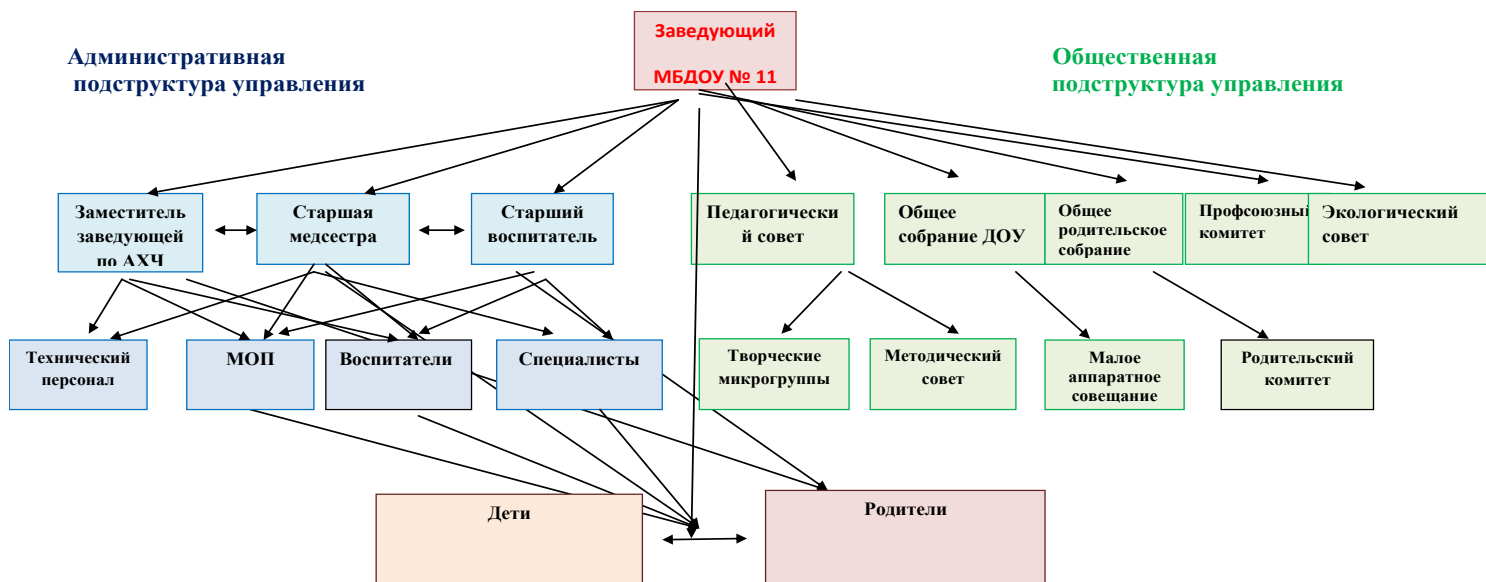 Заведующий
МБДОУ № 11
Административная
подструктура управления
Общественная
подструктура управления
Заместитель
заведующей
по АХЧ
Старшая
медсестра
Старший
воспитатель
Педагогически
й совет
Общее
собрание ДОУ
Общее
родительское
собрание
Профсоюзный
комитет
Экологический
совет
Технический
персонал
МОП
Воспитатели
Специалисты
Творческие
микрогруппы
Методический
совет
Малое
аппаратное
совещание
Родительский
комитет
Дети
Родители